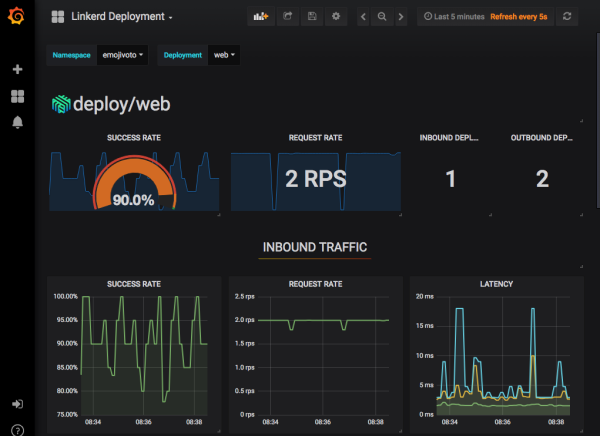 Linkerd Deployment
Last 5 minutes Refresh every 5s
Namespace emojivoto Deployment web
deploy/web
SUCCESS RATE REQUEST RATE INBOUND DEPL... OUTBOUND DEP...
90.0% 2 RPS 1 2
INBOUND TRAFFIC
SUCCESS RATE
100.00%
95.00%
90.00%
85.00%
80.00%
75.00%
08:34 08:36 08:38
REQUEST RATE
2.5 rps
2.0 rps
1.5 rps
1.0 rps
0.5 rps
0 rps
08:34 08:36 08:38
LATENCY
20 ms
15 ms
10 ms
5 ms
0 ms
08:34 08:36 08:38